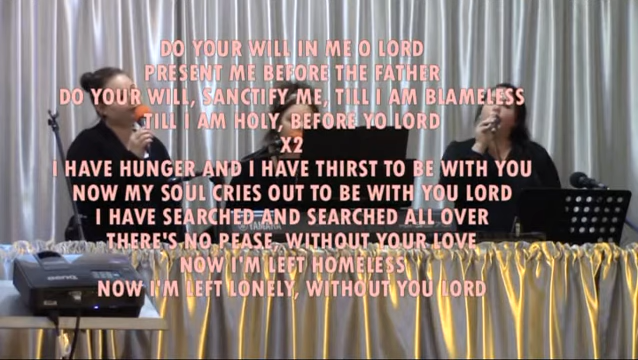 DO YOUR WILL IN ME O LORD
PRESENT ME BEFORE THE FATHER
DO YOUR WILL, SANCTIFY ME, TILL I AM BLAMELESS
TILL I AM HOLY, BEFORE YO LORD
X2
I HAVE HUNGER AND I HAVE THIRST TO BE WITH YOU
NOW MY SOUL CRIES OUT TO BE WITH YOU LORD
I HAVE SEARCHED AND SEARCHED ALL OVER
THERE'S NO PEASE, WITHOUT YOUR LOVE
NOW I'M LEFT HOMELESS
NOW I'M LEFT LONELY, WITHOUT YOU LORD
YAMAHA
BenQ